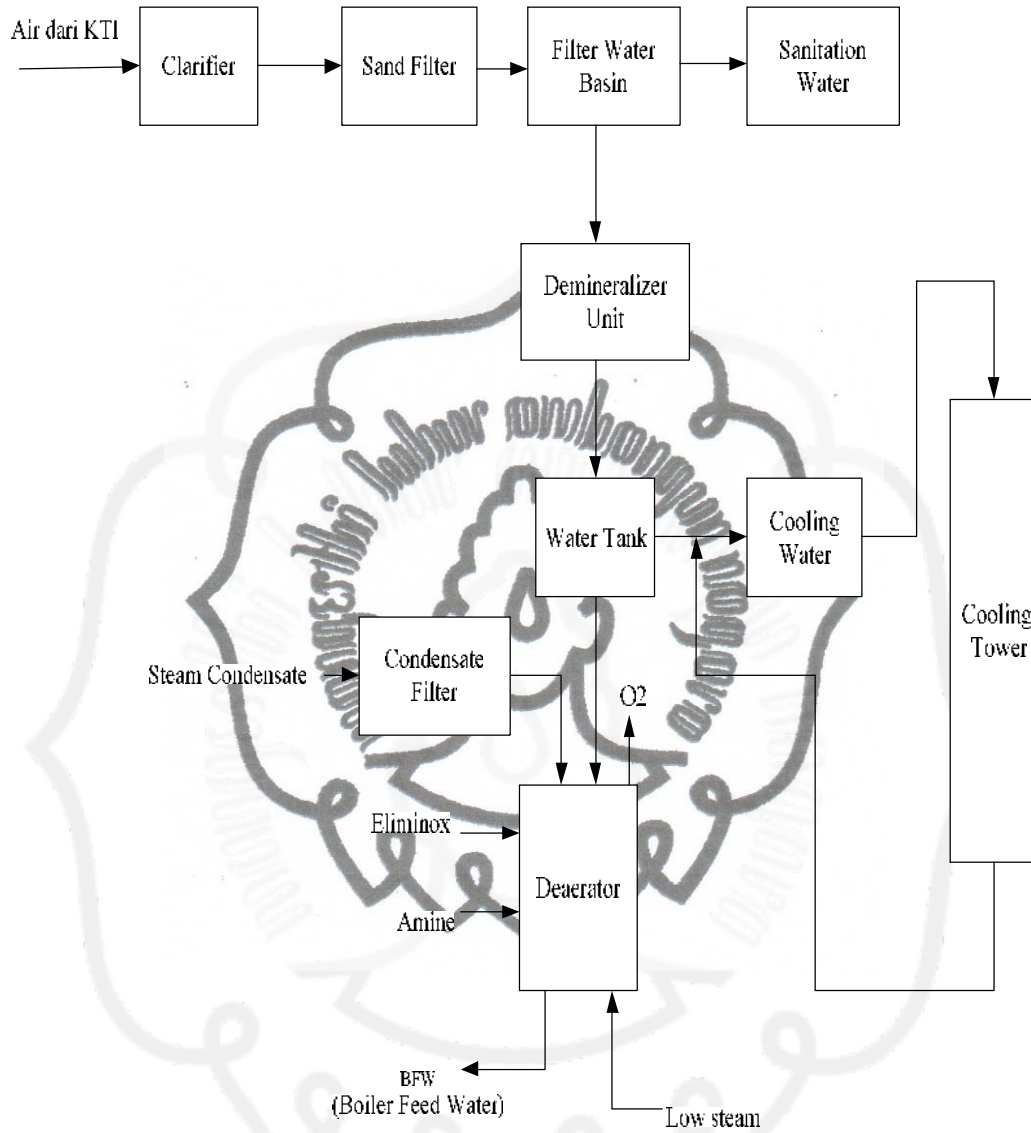 Air dari KTI
Clarifier
Sand Filter
Filter Water
Basin
Sanitation
Water
Demineralizer
Unit
Water Tank
Cooling
Water
Cooling
Tower
Steam Condensate
Condensate
Filter
O2
Eliminox
Amine
Deaerator
BFW
(Boiler Feed Water)
Low steam